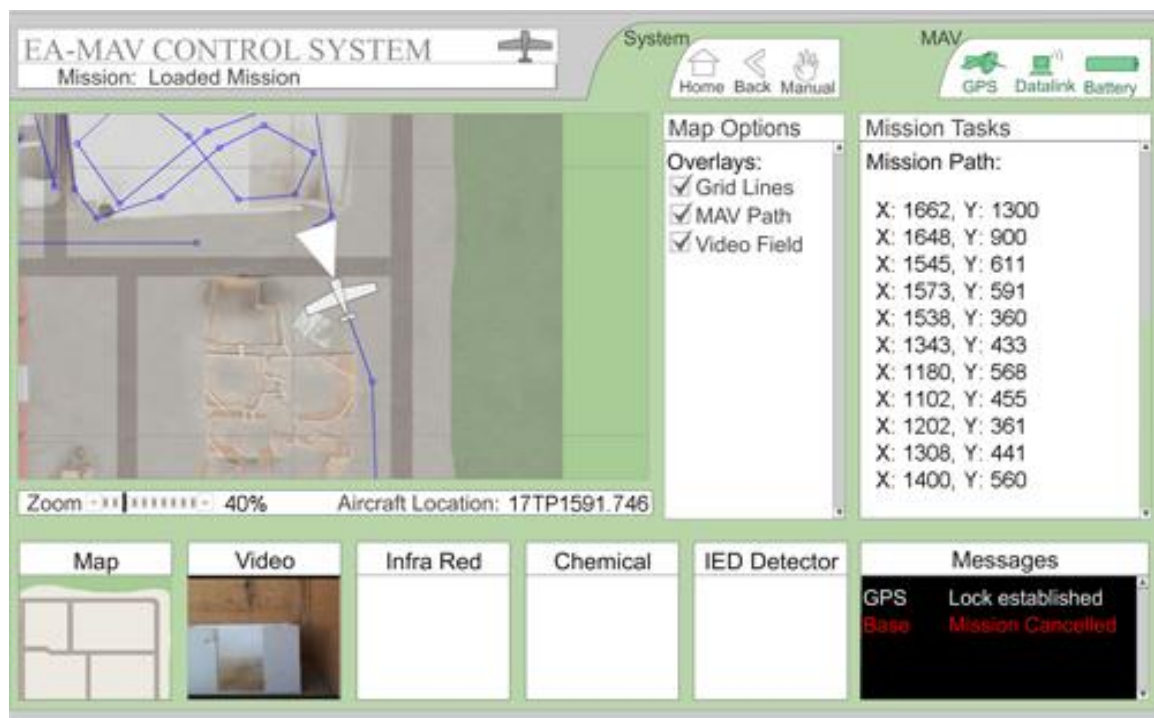 EA-MAV CONTROL SYSTEM
Mission: Loaded Mission
System
Home Back Manual
MAV
GPS Datalink Battery
Map Options
Overlays:
Grid Lines
MAV Path
Video Field
Mission Tasks
Mission Path:
X: 1662, Y: 1300
X: 1648, Y: 900
X: 1545, Y: 611
X: 1573, Y: 591
X: 1538, Y: 360
X: 1343, Y: 433
X: 1180, Y: 568
X: 1102, Y: 455
X: 1202, Y: 361
X: 1308, Y: 441
X: 1400, Y: 560
Zoom 40% Aircraft Location: 17TP1591.746
Map
Video
Infra Red
Chemical
IED Detector
Messages
GPS Lock established
Base Mission Cancelled